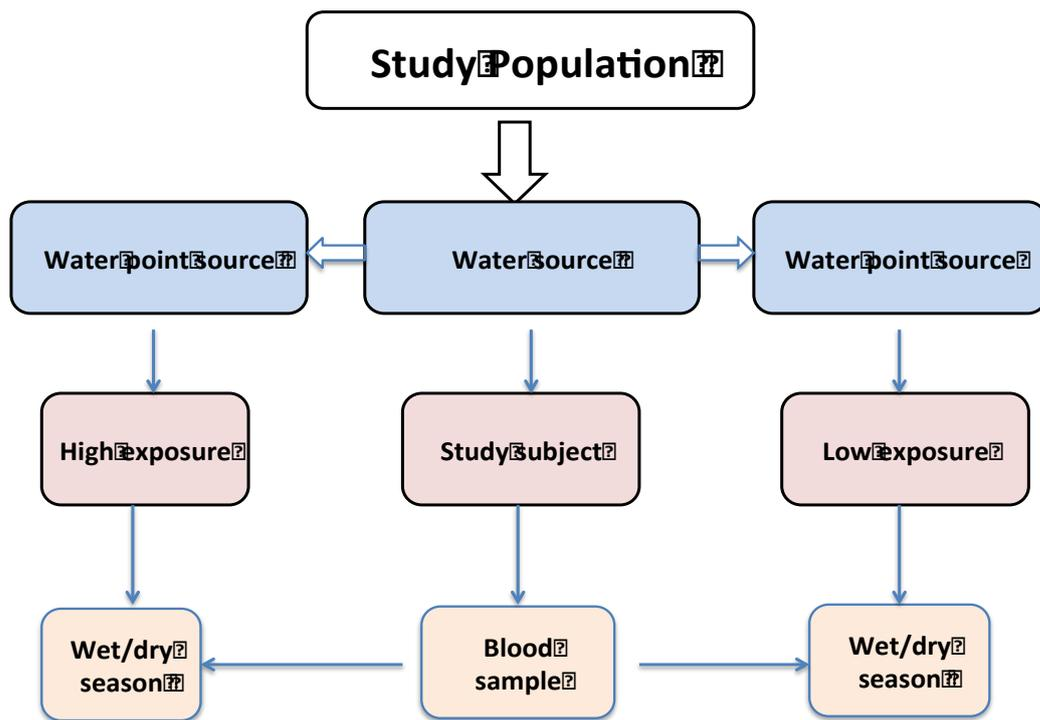 Study Population
Water point source
Water source
Water point source
High exposure
Study subject
Low exposure
Wet/dry
season
Blood
sample
Wet/dry
season